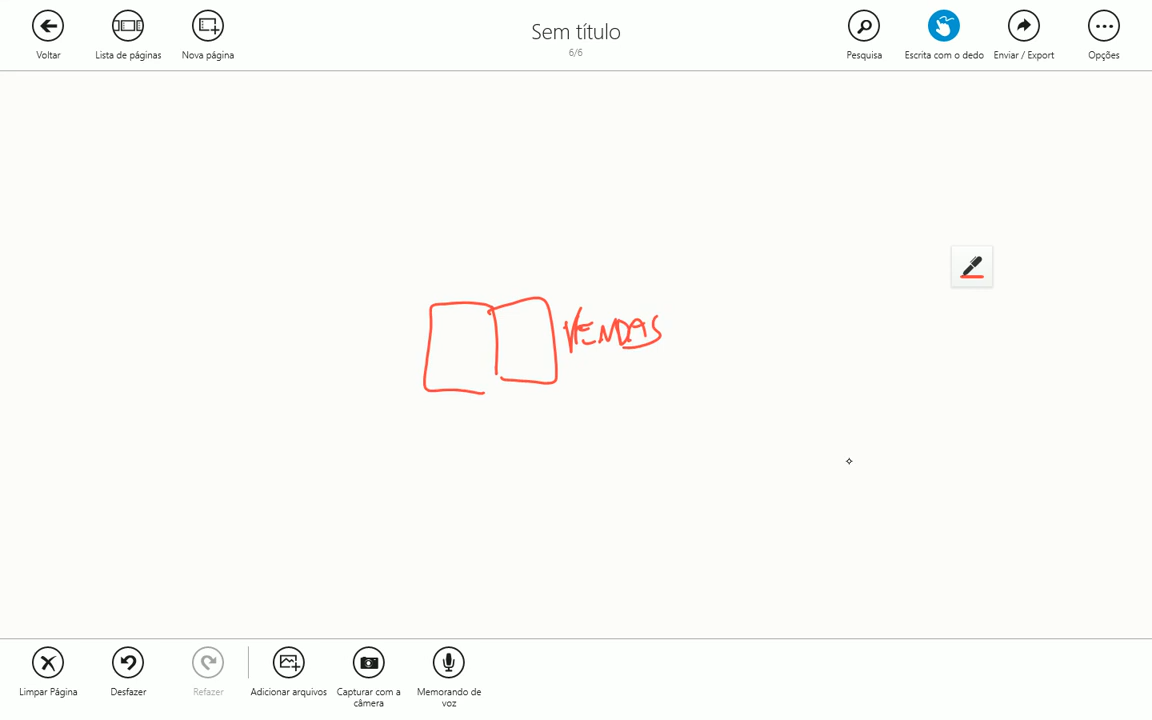 Voltar
Lista de páginas
Nova página
Sem título
6/6
Pesquisa
Escrita com o dedo
Enviar / Export
Opções
VENDAS
Limpar Página
Desfazer
Refazer
Adicionar arquivos
Capturar com a
câmera
Memorando de
voz